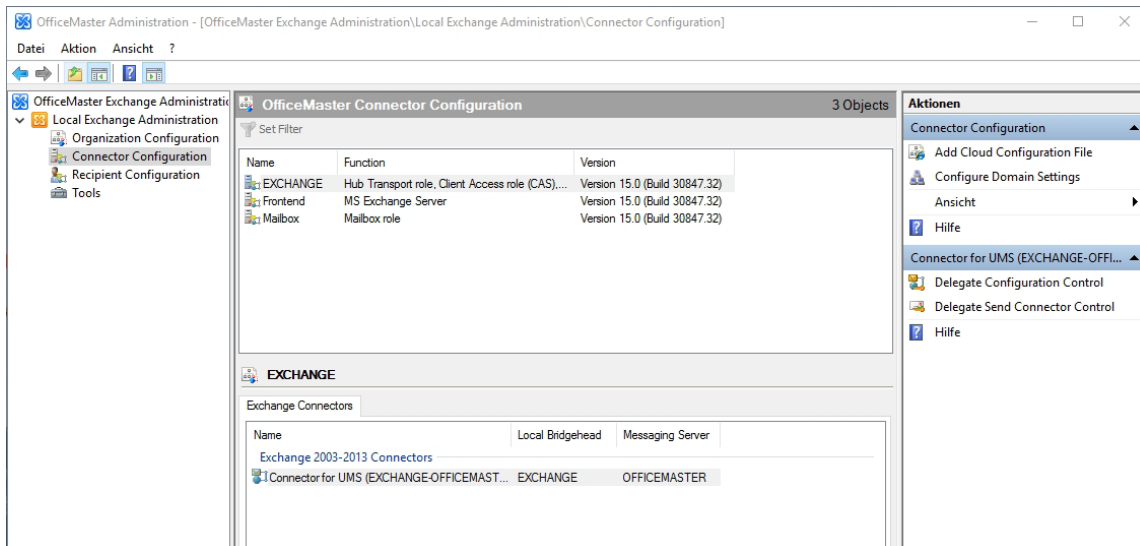 OfficeMaster Administration - [OfficeMaster Exchange Administration\Local Exchange Administration\Connector Configuration]
Datei Aktion Ansicht ?
OfficeMaster Exchange Administratio
Local Exchange Administration
Organization Configuration
Connector Configuration
Recipient Configuration
Tools
OfficeMaster Connector Configuration 3 Objects
Set Filter
Name Function Version
EXCHANGE Hub Transport role, Client Access role (CAS),... Version 15.0 (Build 30847.32)
Frontend MS Exchange Server Version 15.0 (Build 30847.32)
Mailbox Mailbox role Version 15.0 (Build 30847.32)
EXCHANGE
Exchange Connectors
Name Local Bridgehead Messaging Server
Exchange 2003-2013 Connectors
Connector for UMS (EXCHANGE-OFFICEMAST... EXCHANGE OFFICEMASTER
Aktionen
Connector Configuration
Add Cloud Configuration File
Configure Domain Settings
Ansicht
Hilfe
Connector for UMS (EXCHANGE-OFFI...
Delegate Configuration Control
Delegate Send Connector Control
Hilfe